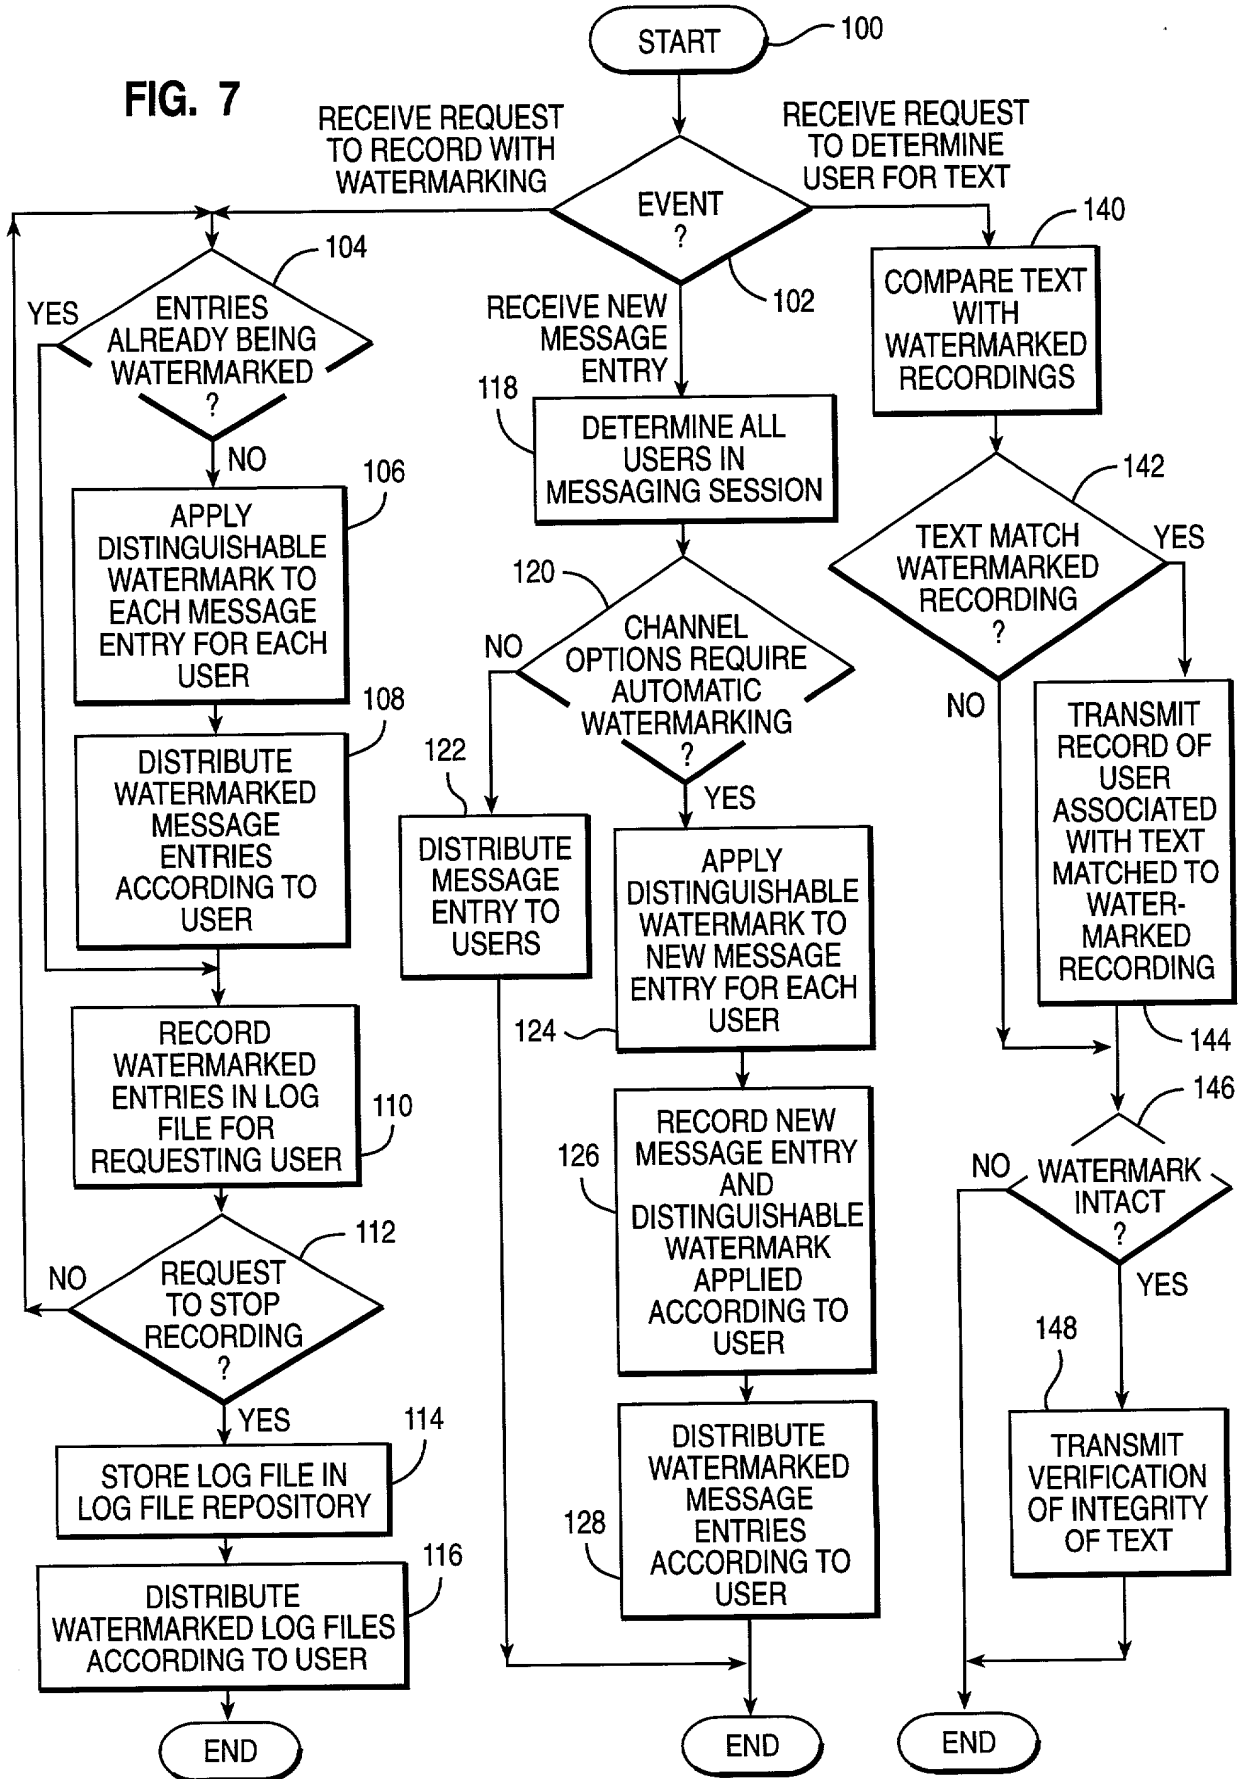 START
100
FIG. 7
RECEIVE REQUEST
TO RECORD WITH
WATERMARKING
RECEIVE REQUEST
TO DETERMINE
USER FOR TEXT
EVENT
?
102
104
YES
ENTRIES
ALREADY BEING
WATERMARKED
?
NO
106
APPLY
DISTINGUISHABLE
WATERMARK TO
EACH MESSAGE
ENTRY FOR EACH
USER
108
DISTRIBUTE
WATERMARKED
MESSAGE
ENTRIES
ACCORDING TO
USER
RECORD
WATERMARKED
ENTRIES IN LOG
FILE FOR
REQUESTING USER
110
112
NO
REQUEST
TO STOP
RECORDING
?
YES
114
STORE LOG FILE IN
LOG FILE REPOSITORY
116
DISTRIBUTE
WATERMARKED LOG FILES
ACCORDING TO USER
END
RECEIVE NEW
MESSAGE
ENTRY
118
DETERMINE ALL
USERS IN
MESSAGING SESSION
120
NO
CHANNEL
OPTIONS REQUIRE
AUTOMATIC
WATERMARKING
?
YES
122
DISTRIBUTE
MESSAGE
ENTRY TO
USERS
APPLY
DISTINGUISHABLE
WATERMARK TO
NEW MESSAGE
ENTRY FOR EACH
USER
124
126
RECORD NEW
MESSAGE ENTRY
AND
DISTINGUISHABLE
WATERMARK
APPLIED
ACCORDING TO
USER
128
DISTRIBUTE
WATERMARKED
MESSAGE
ENTRIES
ACCORDING TO
USER
END
140
COMPARE TEXT
WITH
WATERMARKED
RECORDINGS
142
TEXT MATCH
WATERMARKED
RECORDING
?
YES
NO
TRANSMIT
RECORD OF
USER
ASSOCIATED
WITH TEXT
MATCHED TO
WATER-
MARKED
RECORDING
144
146
NO
WATERMARK
INTACT
?
YES
148
TRANSMIT
VERIFICATION
OF INTEGRITY
OF TEXT
END